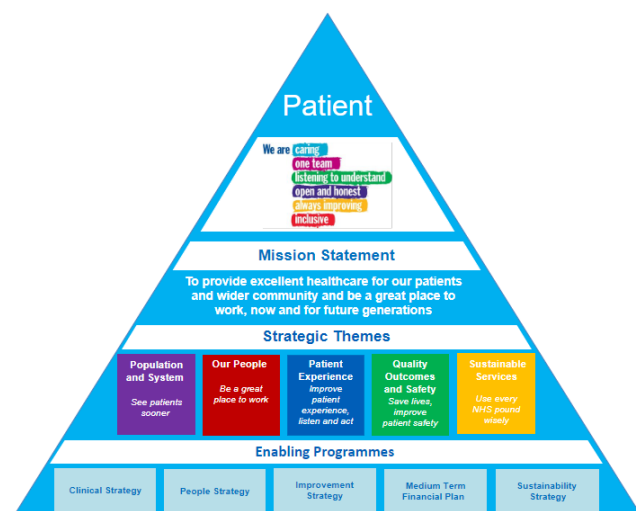 Patient
We are caring
one team
listening to understand
open and honest
always improving
inclusive
Mission Statement
To provide excellent healthcare for our patients
and wider community and be a great place to
work, now and for future generations
Strategic Themes
Population
and System
See patients
sooner
Our People
Be a great
place to work
Patient
Experience
Improve
patient
experience,
listen and act
Quality
Outcomes
and Safety
Save lives,
improve
patient safety
Sustainable
Services
Use every
NHS pound
wisely
Enabling Programmes
Clinical Strategy
People Strategy
Improvement
Strategy
Medium Term
Financial Plan
Sustainability
Strategy